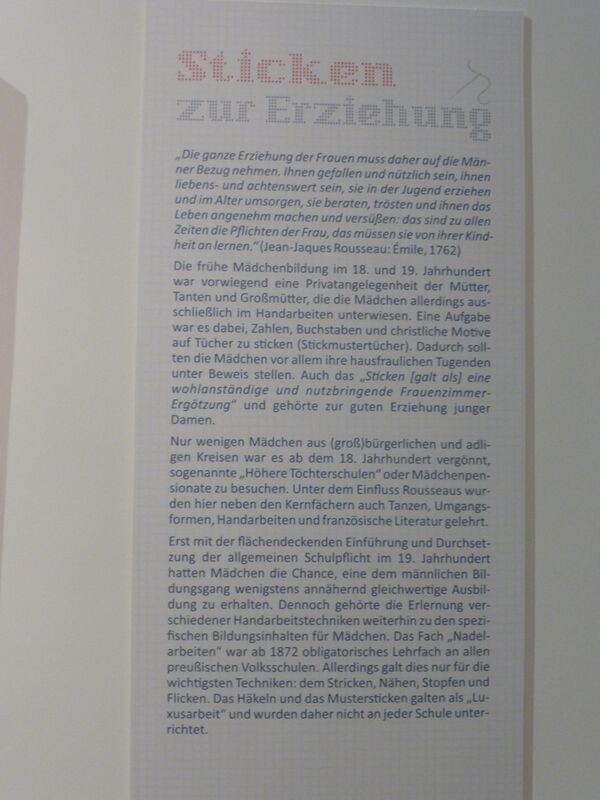 Sticken
zur Erziehung
„Die ganze Erziehung der Frauen muss daher auf die Män-
ner Bezug nehmen. Ihnen gefallen und nützlich sein, ihnen
liebens- und achtenswert sein, sie in der Jugend erziehen
und im Alter umsorgen, sie beraten, trösten und ihnen das
Leben angenehm machen und versüßen: das sind zu allen
Zeiten die Pflichten der Frau, das müssen sie von ihrer Kind-
heit an lernen.“ (Jean-Jaques Rousseau: Émile, 1762)
Die frühe Mädchenbildung im 18. und 19. Jahrhundert
war vorwiegend eine Privatangelegenheit der Mütter,
Tanten und Großmütter, die die Mädchen allerdings aus-
schließlich im Handarbeiten unterwiesen. Eine Aufgabe
war es dabei, Zahlen, Buchstaben und christliche Motive
auf Tücher zu sticken (Stickmustertücher). Dadurch soll-
ten die Mädchen vor allem ihre hausfraulichen Tugenden
unter Beweis stellen. Auch das „Sticken [galt als] eine
wohlanständige und nutzbringende Frauenzimmer-
Ergötzung“ und gehörte zur guten Erziehung junger
Damen.
Nur wenigen Mädchen aus (groß)bürgerlichen und adli-
gen Kreisen war es ab dem 18. Jahrhundert vergönnt,
sogenannte „Höhere Töchterschulen“ oder Mädchenpen-
sionate zu besuchen. Unter dem Einfluss Rousseaus wur-
den hier neben den Kernfächern auch Tanzen, Umgangs-
formen, Handarbeiten und französische Literatur gelehrt.
Erst mit der flächendeckenden Einführung und Durchset-
zung der allgemeinen Schulpflicht im 19. Jahrhundert
hatten Mädchen die Chance, eine dem männlichen Bil-
dungsgang wenigstens annähernd gleichwertige Ausbil-
dung zu erhalten. Dennoch gehörte die Erlernung ver-
schiedener Handarbeitstechniken weiterhin zu den spezi-
fischen Bildungsinhalten für Mädchen. Das Fach „Nadel-
arbeiten“ war ab 1872 obligatorisches Lehrfach an allen
preußischen Volksschulen. Allerdings galt dies nur für die
wichtigsten Techniken: dem Stricken, Nähen, Stopfen und
Flicken. Das Häkeln und das Mustersticken galten als „Lu-
xusarbeit“ und wurden daher nicht an jeder Schule unter-
richtet.